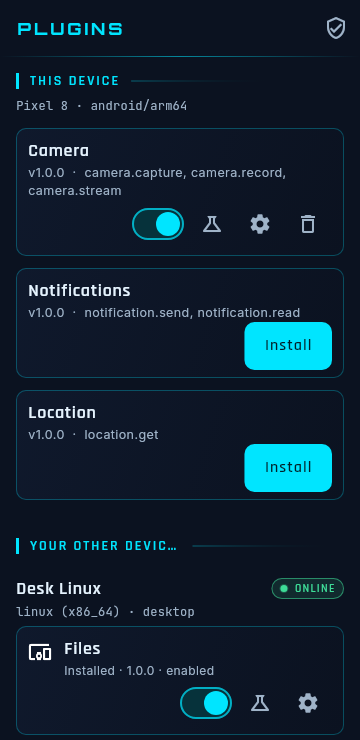 PLUGINS
THIS DEVICE
Pixel 8 · android/arm64
Camera
v1.0.0 · camera.capture, camera.record,
camera.stream
Notifications
v1.0.0 · notification.send, notification.read
Install
Location
v1.0.0 · location.get
Install
YOUR OTHER DEVIC…
Desk Linux
ONLINE
linux (x86_64) · desktop
Files
Installed · 1.0.0 · enabled